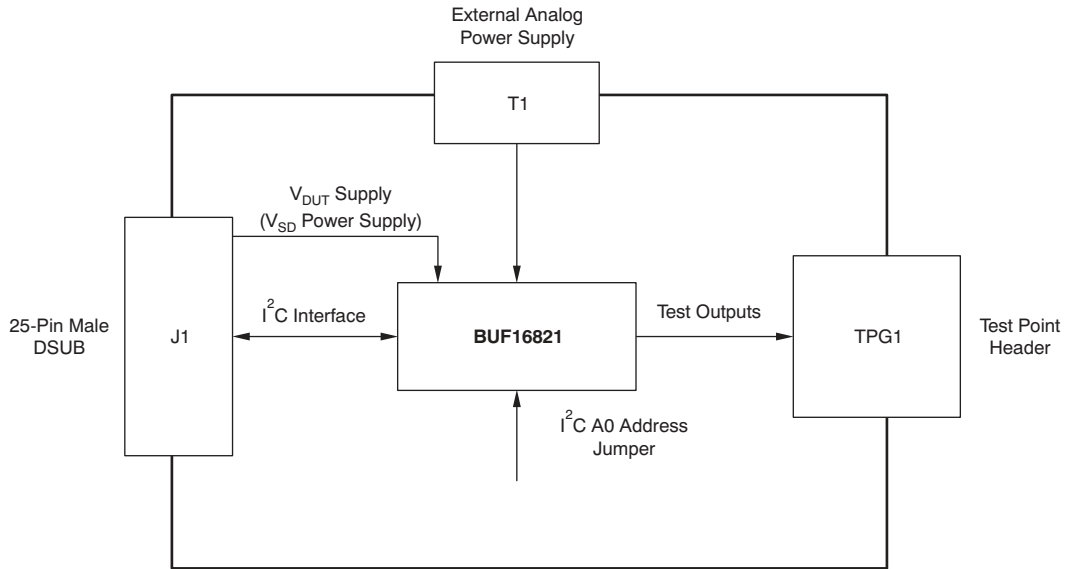 External Analog
Power Supply
T1
V_DUT Supply
(V_SD Power Supply)
25-Pin Male
DSUB
J1
I²C Interface
BUF16821
Test Outputs
TPG1
Test Point
Header
I²C A0 Address
Jumper